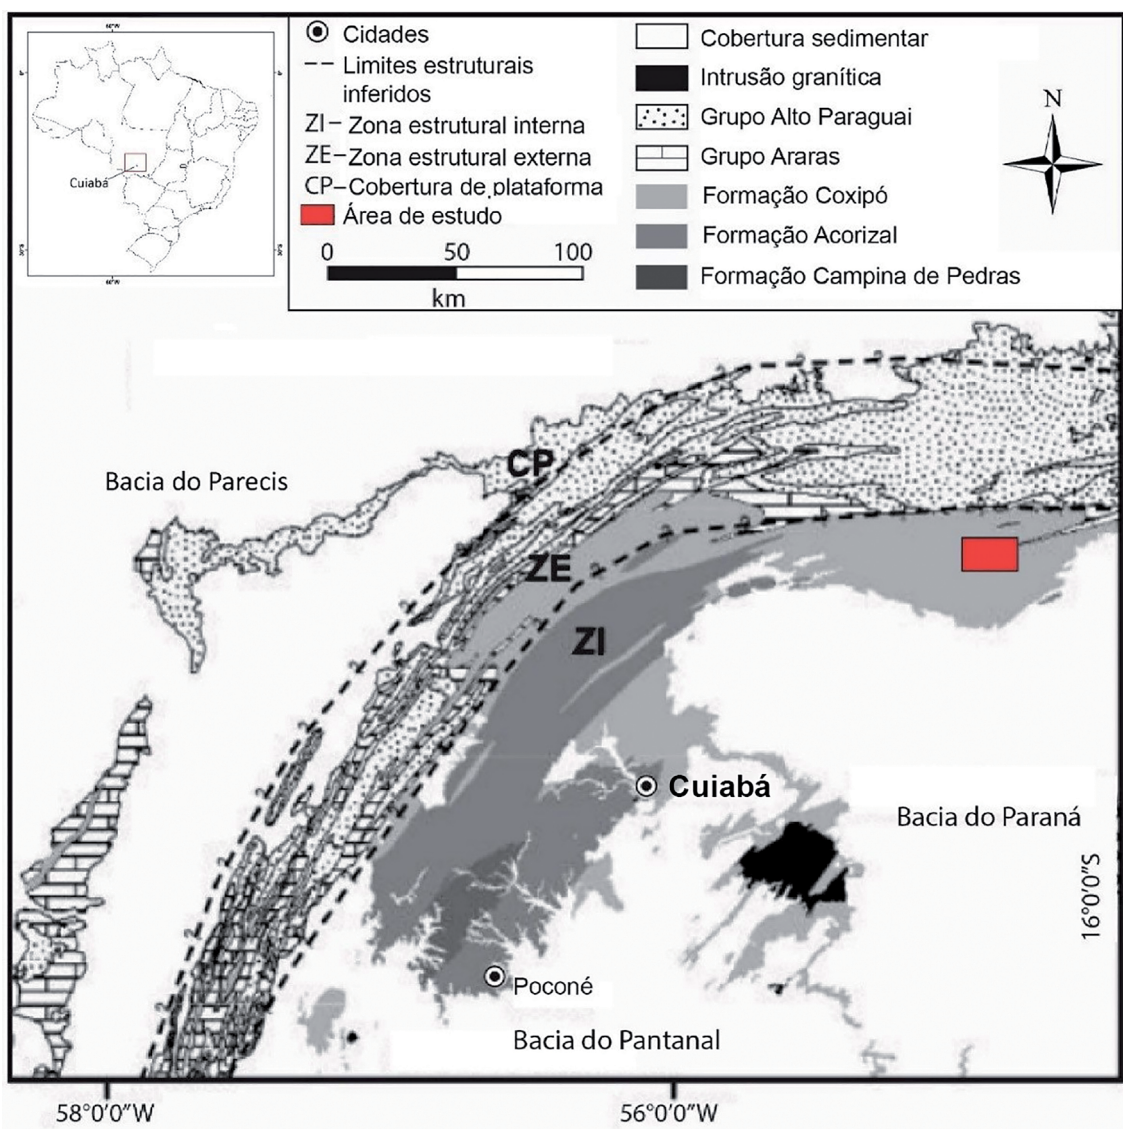 Cuiabá
Cidades
Limites estruturais
inferidos
ZI – Zona estrutural interna
ZE – Zona estrutural externa
CP – Cobertura de plataforma
Área de estudo
0 50 100
km
Cobertura sedimentar
Intrusão granítica
Grupo Alto Paraguai
Grupo Araras
Formação Coxipó
Formação Acorizal
Formação Campina de Pedras
N
CP
Bacia do Parecis
ZE
ZI
Cuiabá
Bacia do Paraná
16°0'0"S
Poconé
Bacia do Pantanal
58°0'0"W
56°0'0"W